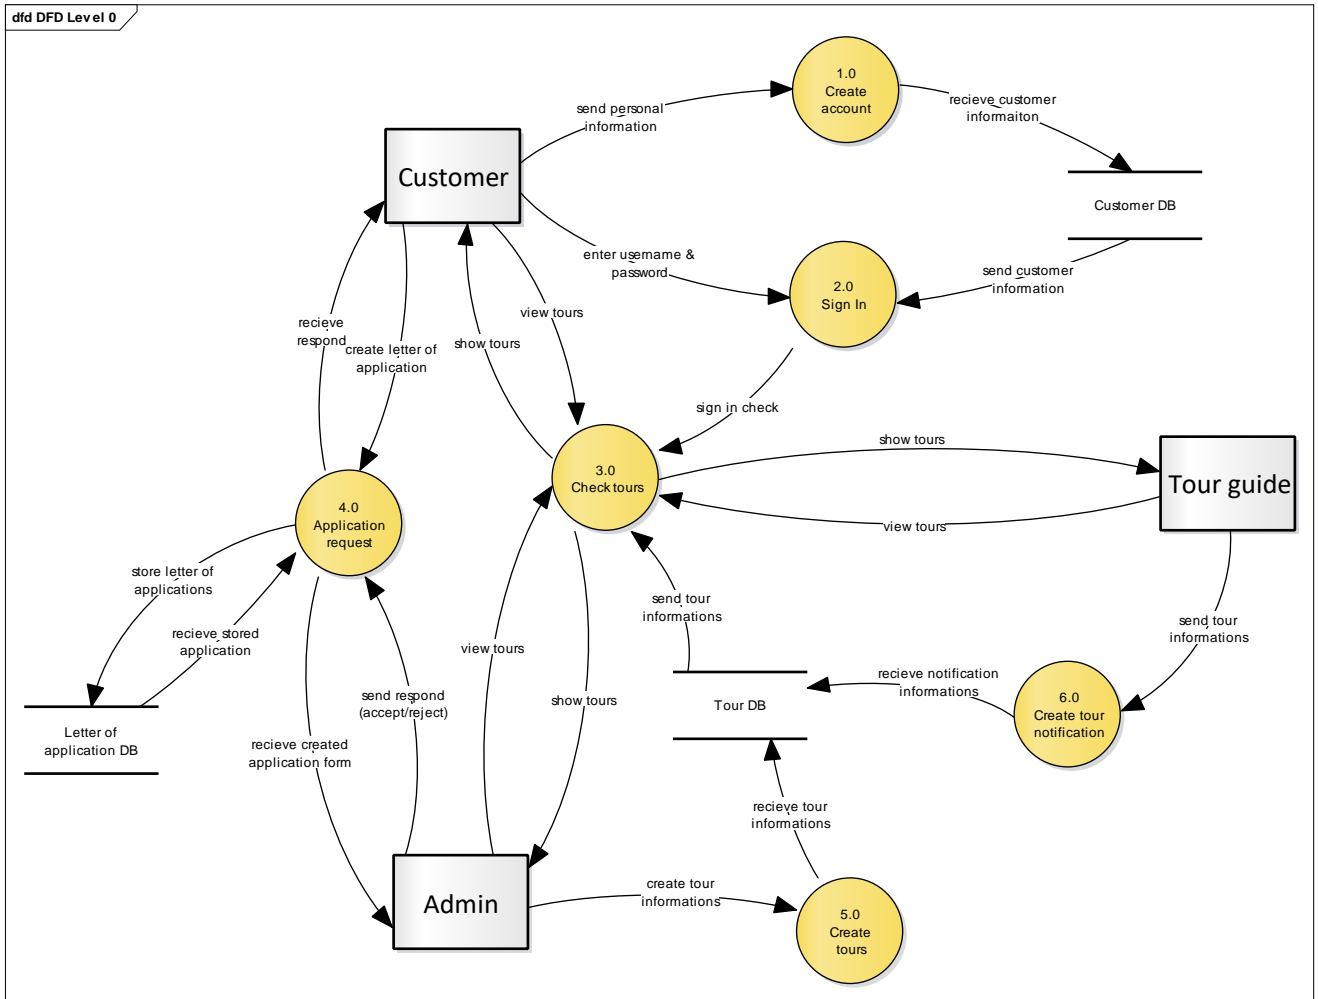 dfd DFD Level 0
1.0
Create
account
send personal
information
recieve customer
informaiton
Customer
Customer DB
enter username &
password
2.0
Sign In
send customer
information
view tours
show tours
recieve
respond
create letter of
application
sign in check
3.0
Check tours
show tours
view tours
Tour guide
4.0
Application
request
store letter of
applications
recieve stored
application
send tour
informations
send tour
informations
view tours
show tours
send respond
(accept/reject)
recieve notification
informations
6.0
Create tour
notification
Tour DB
Letter of
application DB
recieve created
application form
recieve tour
informations
Admin
create tour
informations
5.0
Create
tours